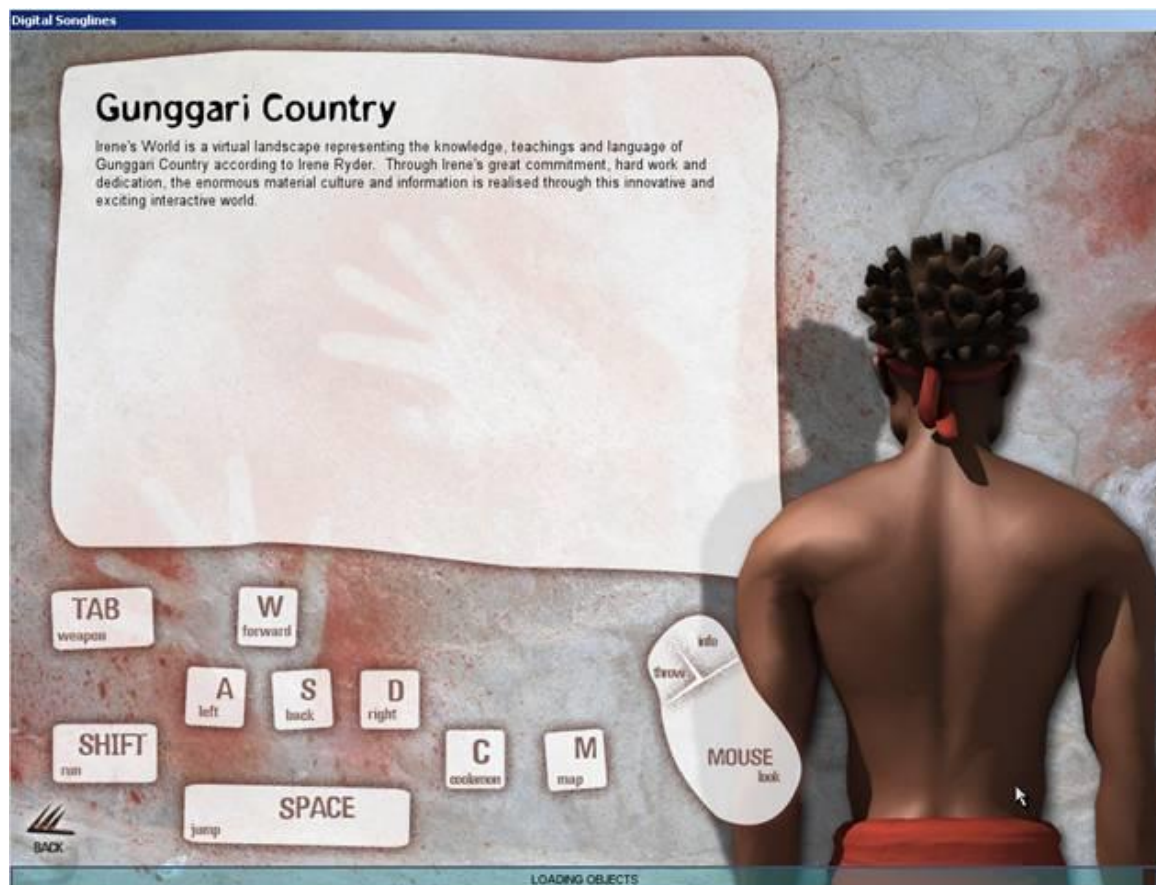 Digital Songlines
Gunggari Country
Irene's World is a virtual landscape representing the knowledge, teachings and language of
Gunggari Country according to Irene Ryder. Through Irene's great commitment, hard work and
dedication, the enormous material culture and information is realised through this innovative and
exciting interactive world.
TAB
weapon
W
forward
info
throw
A
left
S
back
D
right
SHIFT
run
C
coolamon
M
map
MOUSE
look
SPACE
jump
BACK
LOADING OBJECTS